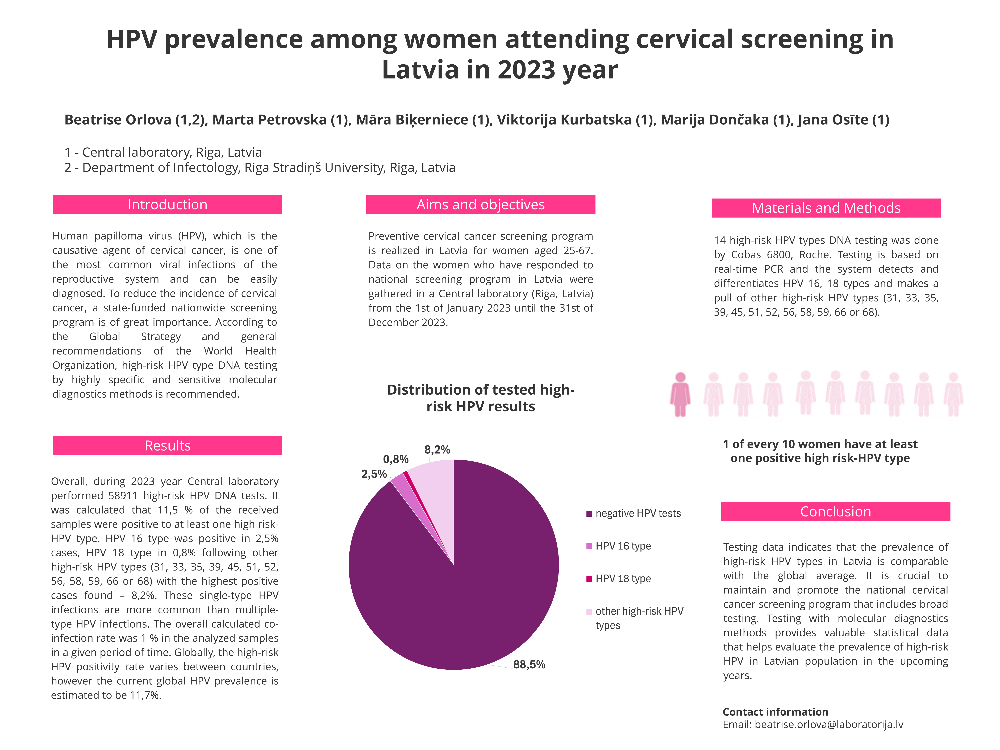 HPV prevalence among women attending cervical screening in
Latvia in 2023 year
Beatrise Orlova (1,2), Marta Petrovska (1), Māra Biķerniece (1), Viktorija Kurbatska (1), Marija Dončaka (1), Jana Osīte (1)
1 - Central laboratory, Riga, Latvia
2 - Department of Infectology, Riga Stradiņš University, Riga, Latvia
Introduction
Human papilloma virus (HPV), which is the
causative agent of cervical cancer, is one of
the most common viral infections of the
reproductive system and can be easily
diagnosed. To reduce the incidence of cervical
cancer, a state-funded nationwide screening
program is of great importance. According to
the Global Strategy and general
recommendations of the World Health
Organization, high-risk HPV type DNA testing
by highly specific and sensitive molecular
diagnostics methods is recommended.
Results
Overall, during 2023 year Central laboratory
performed 58911 high-risk HPV DNA tests. It
was calculated that 11,5 % of the received
samples were positive to at least one high risk-
HPV type. HPV 16 type was positive in 2,5%
cases, HPV 18 type in 0,8% following other
high-risk HPV types (31, 33, 35, 39, 45, 51, 52,
56, 58, 59, 66 or 68) with the highest positive
cases found – 8,2%. These single-type HPV
infections are more common than multiple-
type HPV infections. The overall calculated co-
infection rate was 1 % in the analyzed samples
in a given period of time. Globally, the high-risk
HPV positivity rate varies between countries,
however the current global HPV prevalence is
estimated to be 11,7%.
Aims and objectives
Preventive cervical cancer screening program
is realized in Latvia for women aged 25-67.
Data on the women who have responded to
national screening program in Latvia were
gathered in a Central laboratory (Riga, Latvia)
from the 1st of January 2023 until the 31st of
December 2023.
Distribution of tested high-
risk HPV results
8,2%
0,8%
2,5%
88,5%
negative HPV tests
HPV 16 type
HPV 18 type
other high-risk HPV
types
Materials and Methods
14 high-risk HPV types DNA testing was done
by Cobas 6800, Roche. Testing is based on
real-time PCR and the system detects and
differentiates HPV 16, 18 types and makes a
pull of other high-risk HPV types (31, 33, 35,
39, 45, 51, 52, 56, 58, 59, 66 or 68).
1 of every 10 women have at least
one positive high risk-HPV type
Conclusion
Testing data indicates that the prevalence of
high-risk HPV types in Latvia is comparable
with the global average. It is crucial to
maintain and promote the national cervical
cancer screening program that includes broad
testing. Testing with molecular diagnostics
methods provides valuable statistical data
that helps evaluate the prevalence of high-risk
HPV in Latvian population in the upcoming
years.
Contact information
Email: beatrise.orlova@laboratorija.lv